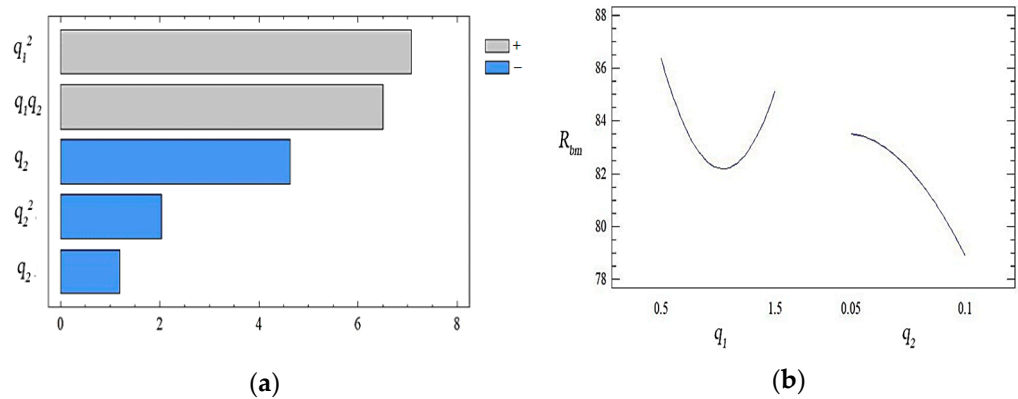 q₁²
q₁q₂
q₂
q₂²
q₂
0 2 4 6 8
+
−
(a)
88
86
84
82
80
78
R_bm
0.5 1.5 0.05 0.1
q₁ q₂
(b)